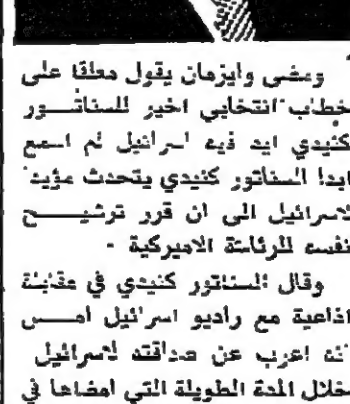 ومضى وايزمان يقول معلقا على
خطاب انتخابي اخير للسناتور
كنيدي ايد فيه اسرائيل لم اسمع
ابدا السناتور كنيدي يتحدث مؤيدا
لاسرائيل الى ان قرر ترشيح
نفسه للرئاسة الاميركية -
وقال السناتور كنيدي في مقابلة
اذاعية مع راديو اسرائيل امس
انه اعرب عن صداقته لاسرائيل
خلال المدة الطويلة التي امضاها في